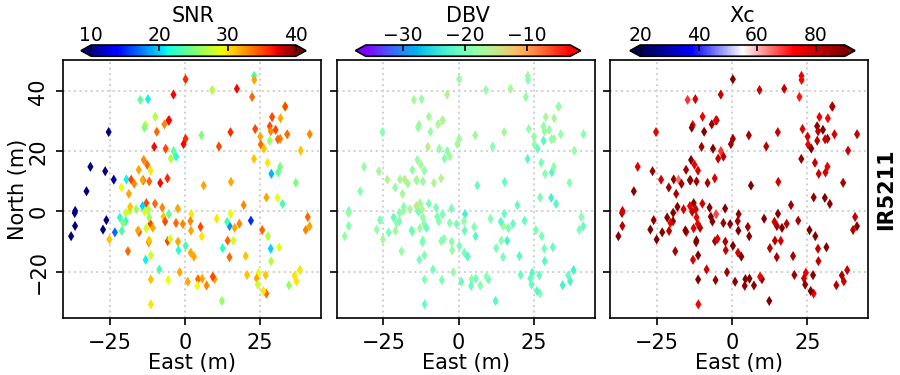 SNR DBV Xc
10 20 30 40 −30 −20 −10 20 40 60 80
40
20
0
−20
North (m)
−25 0 25 −25 0 25 −25 0 25
East (m) East (m) East (m)
IR5211